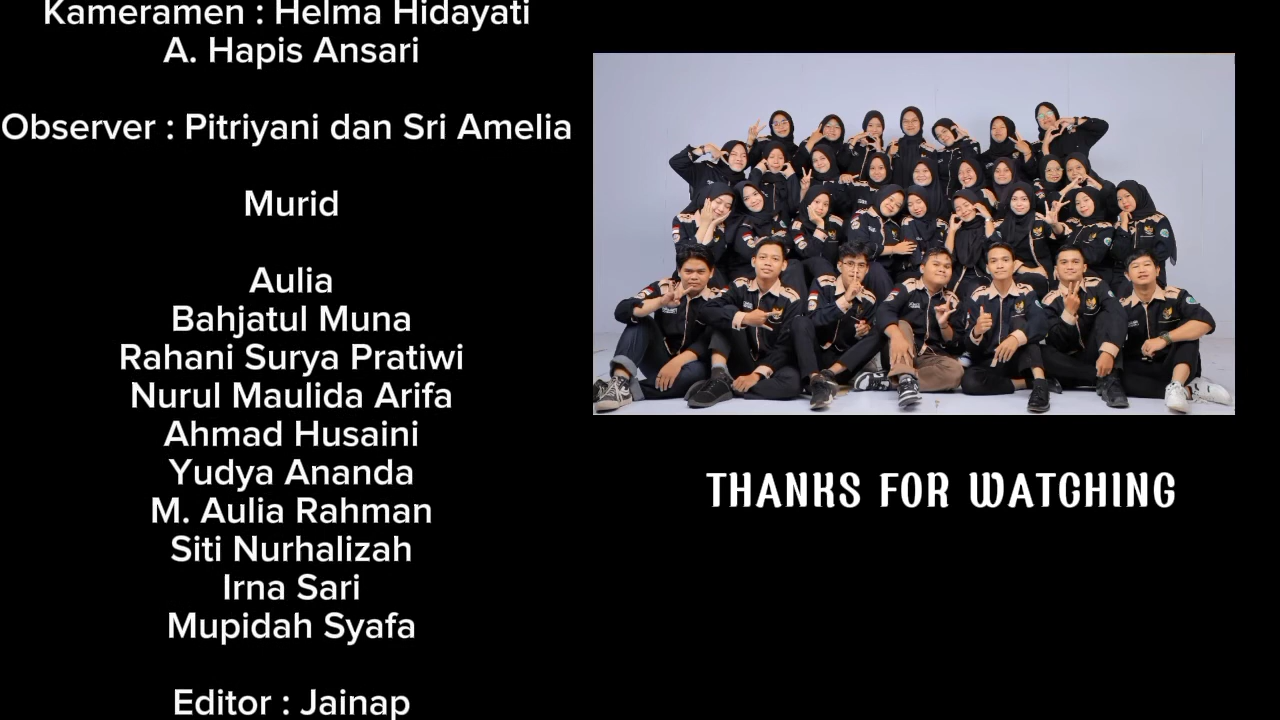 Kameramen : Helma Hidayati
A. Hapis Ansari
Observer : Pitriyani dan Sri Amelia
Murid
Aulia
Bahjatul Muna
Rahani Surya Pratiwi
Nurul Maulida Arifa
Ahmad Husaini
Yudya Ananda
M. Aulia Rahman
Siti Nurhalizah
Irna Sari
Mupidah Syafa
Editor : Jainap
THANKS FOR WATCHING